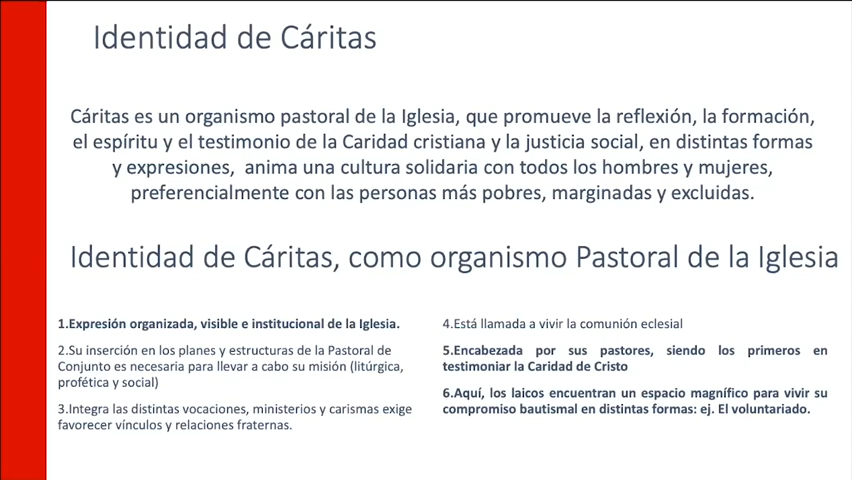 Identidad de Cáritas
Cáritas es un organismo pastoral de la Iglesia, que promueve la reflexión, la formación,
el espíritu y el testimonio de la Caridad cristiana y la justicia social, en distintas formas
y expresiones, anima una cultura solidaria con todos los hombres y mujeres,
preferencialmente con las personas más pobres, marginadas y excluidas.
Identidad de Cáritas, como organismo Pastoral de la Iglesia
1.Expresión organizada, visible e institucional de la Iglesia.
2.Su inserción en los planes y estructuras de la Pastoral de
Conjunto es necesaria para llevar a cabo su misión (litúrgica,
profética y social)
3.Integra las distintas vocaciones, ministerios y carismas exige
favorecer vínculos y relaciones fraternas.
4.Está llamada a vivir la comunión eclesial
5.Encabezada por sus pastores, siendo los primeros en
testimoniar la Caridad de Cristo
6.Aquí, los laicos encuentran un espacio magnífico para vivir su
compromiso bautismal en distintas formas: ej. El voluntariado.